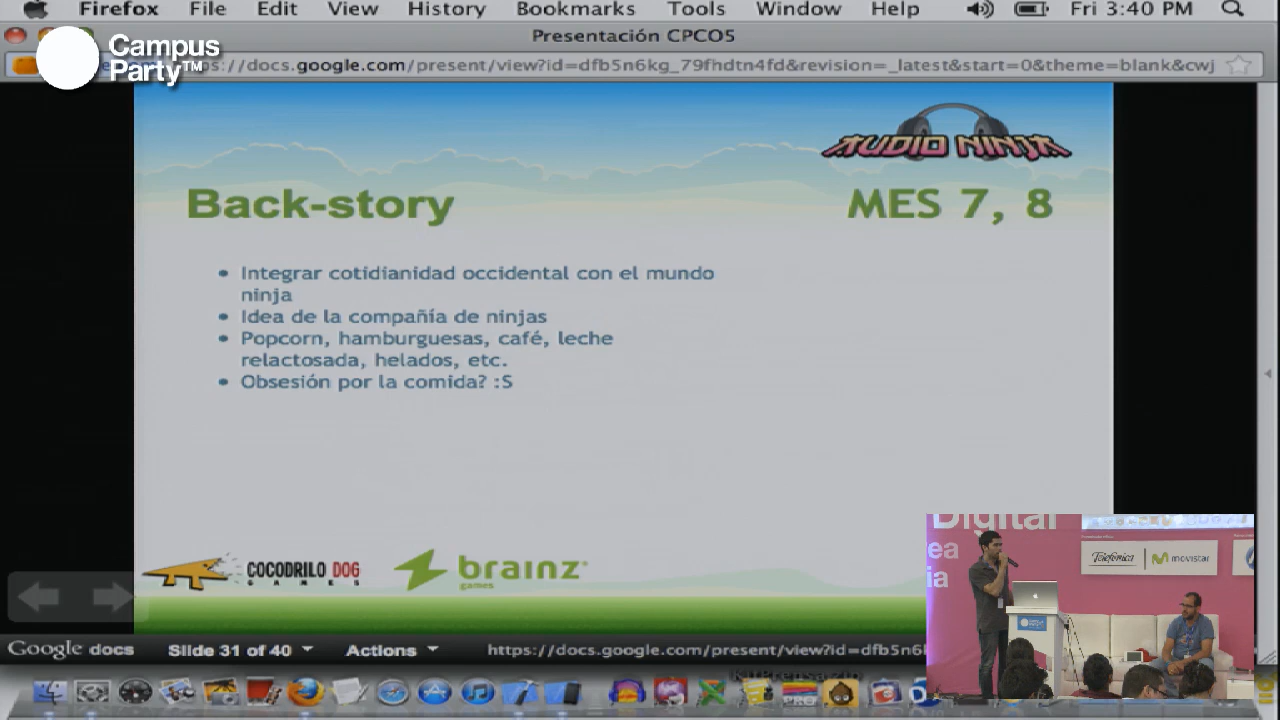 Firefox File Edit View History Bookmarks Tools Window Help Fri 3:40 PM
Presentación CPCO5
Campus
Party™
s://docs.google.com/present/view?id=dfb5n6kg_79fhdtn4fd&revision=_latest&start=0&theme=blank&cwj
AUDIO NINJA
Back-story
MES 7, 8
• Integrar cotidianidad occidental con el mundo
ninja
• Idea de la compañía de ninjas
• Popcorn, hamburguesas, café, leche
relactosada, helados, etc.
• Obsesión por la comida? :S
COCODRILO DOG
GAMES
brainz
games
Digital
Telefónica
movistar
Google docs Slide 31 of 40 Actions https://docs.google.com/present/view?id=dfb5n6k
PRO